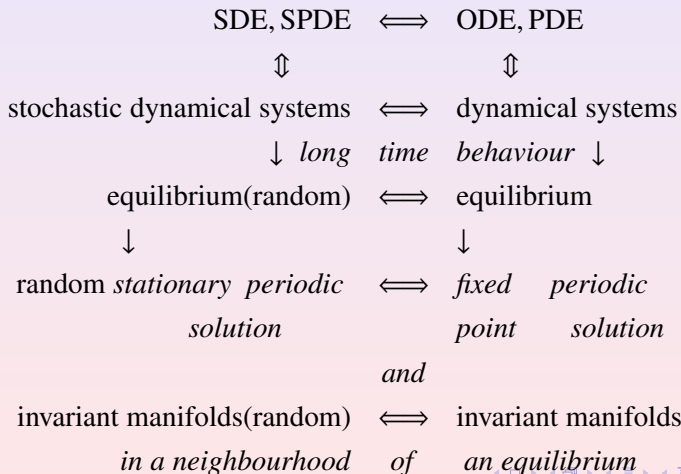 SDE, SPDE ⟺ ODE, PDE
⇕ ⇕
stochastic dynamical systems ⟺ dynamical systems
↓ long time behaviour ↓
equilibrium(random) ⟺ equilibrium
↓ ↓
random stationary periodic ⟺ fixed periodic
solution point solution
and
invariant manifolds(random) ⟺ invariant manifolds
in a neighbourhood of an equilibrium